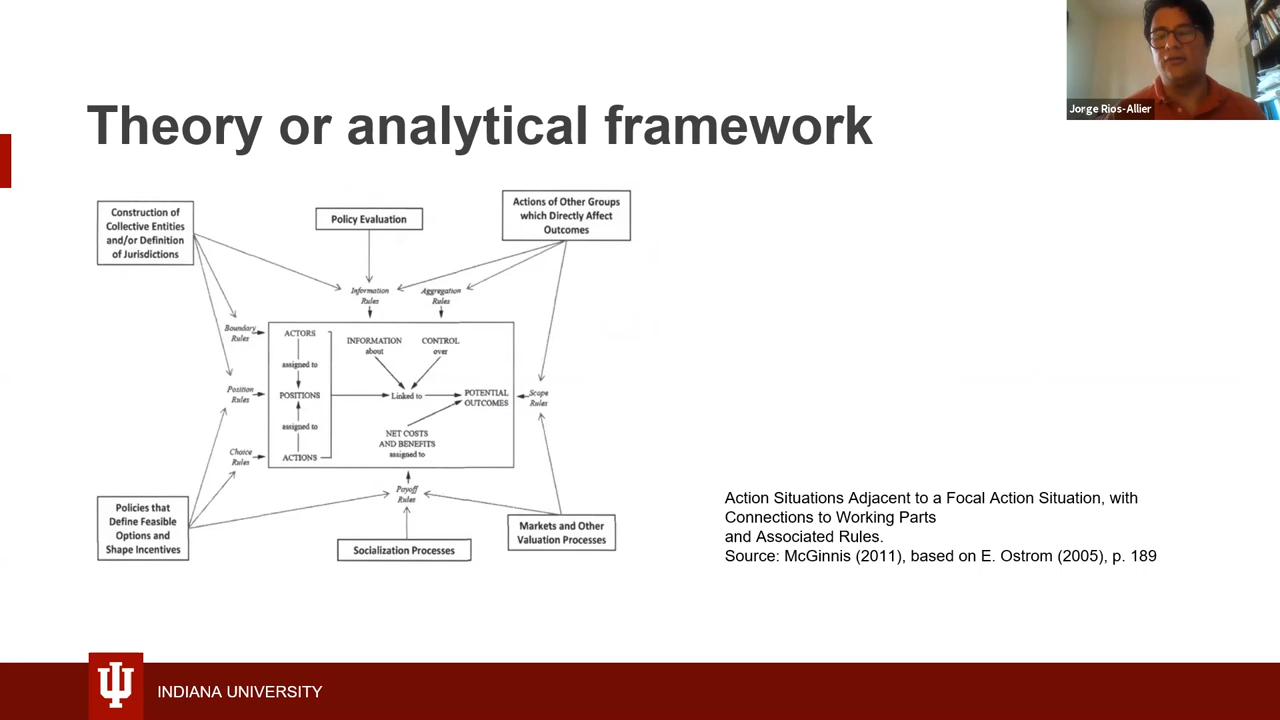 Jorge Rios-Allier
Theory or analytical framework
Construction of
Collective Entities
and/or Definition
of Jurisdictions
Policy Evaluation
Actions of Other Groups
which Directly Affect
Outcomes
Information
Rules
Aggregation
Rules
Boundary
Rules
ACTORS
INFORMATION
about
CONTROL
over
assigned to
Position
Rules
POSITIONS
Linked to
POTENTIAL
OUTCOMES
Scope
Rules
assigned to
NET COSTS
AND BENEFITS
assigned to
Choice
Rules
ACTIONS
Payoff
Rules
Policies that
Define Feasible
Options and
Shape Incentives
Socialization Processes
Markets and Other
Valuation Processes
Action Situations Adjacent to a Focal Action Situation, with
Connections to Working Parts
and Associated Rules.
Source: McGinnis (2011), based on E. Ostrom (2005), p. 189
INDIANA UNIVERSITY